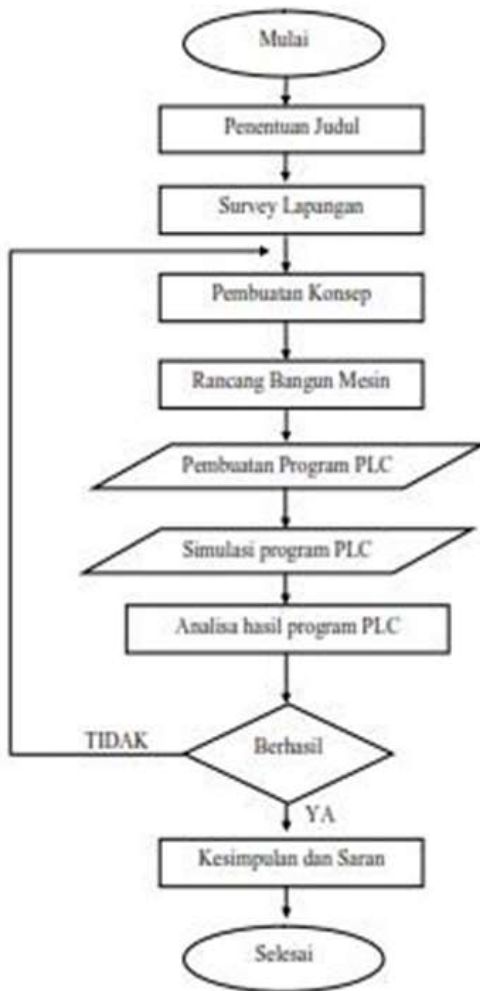 Mulai
Penentuan Judul
Survey Lapangan
Pembuatan Konsep
Rancang Bangun Mesin
Pembuatan Program PLC
Simulasi program PLC
Analisa hasil program PLC
Berhasil
TIDAK
YA
Kesimpulan dan Saran
Selesai